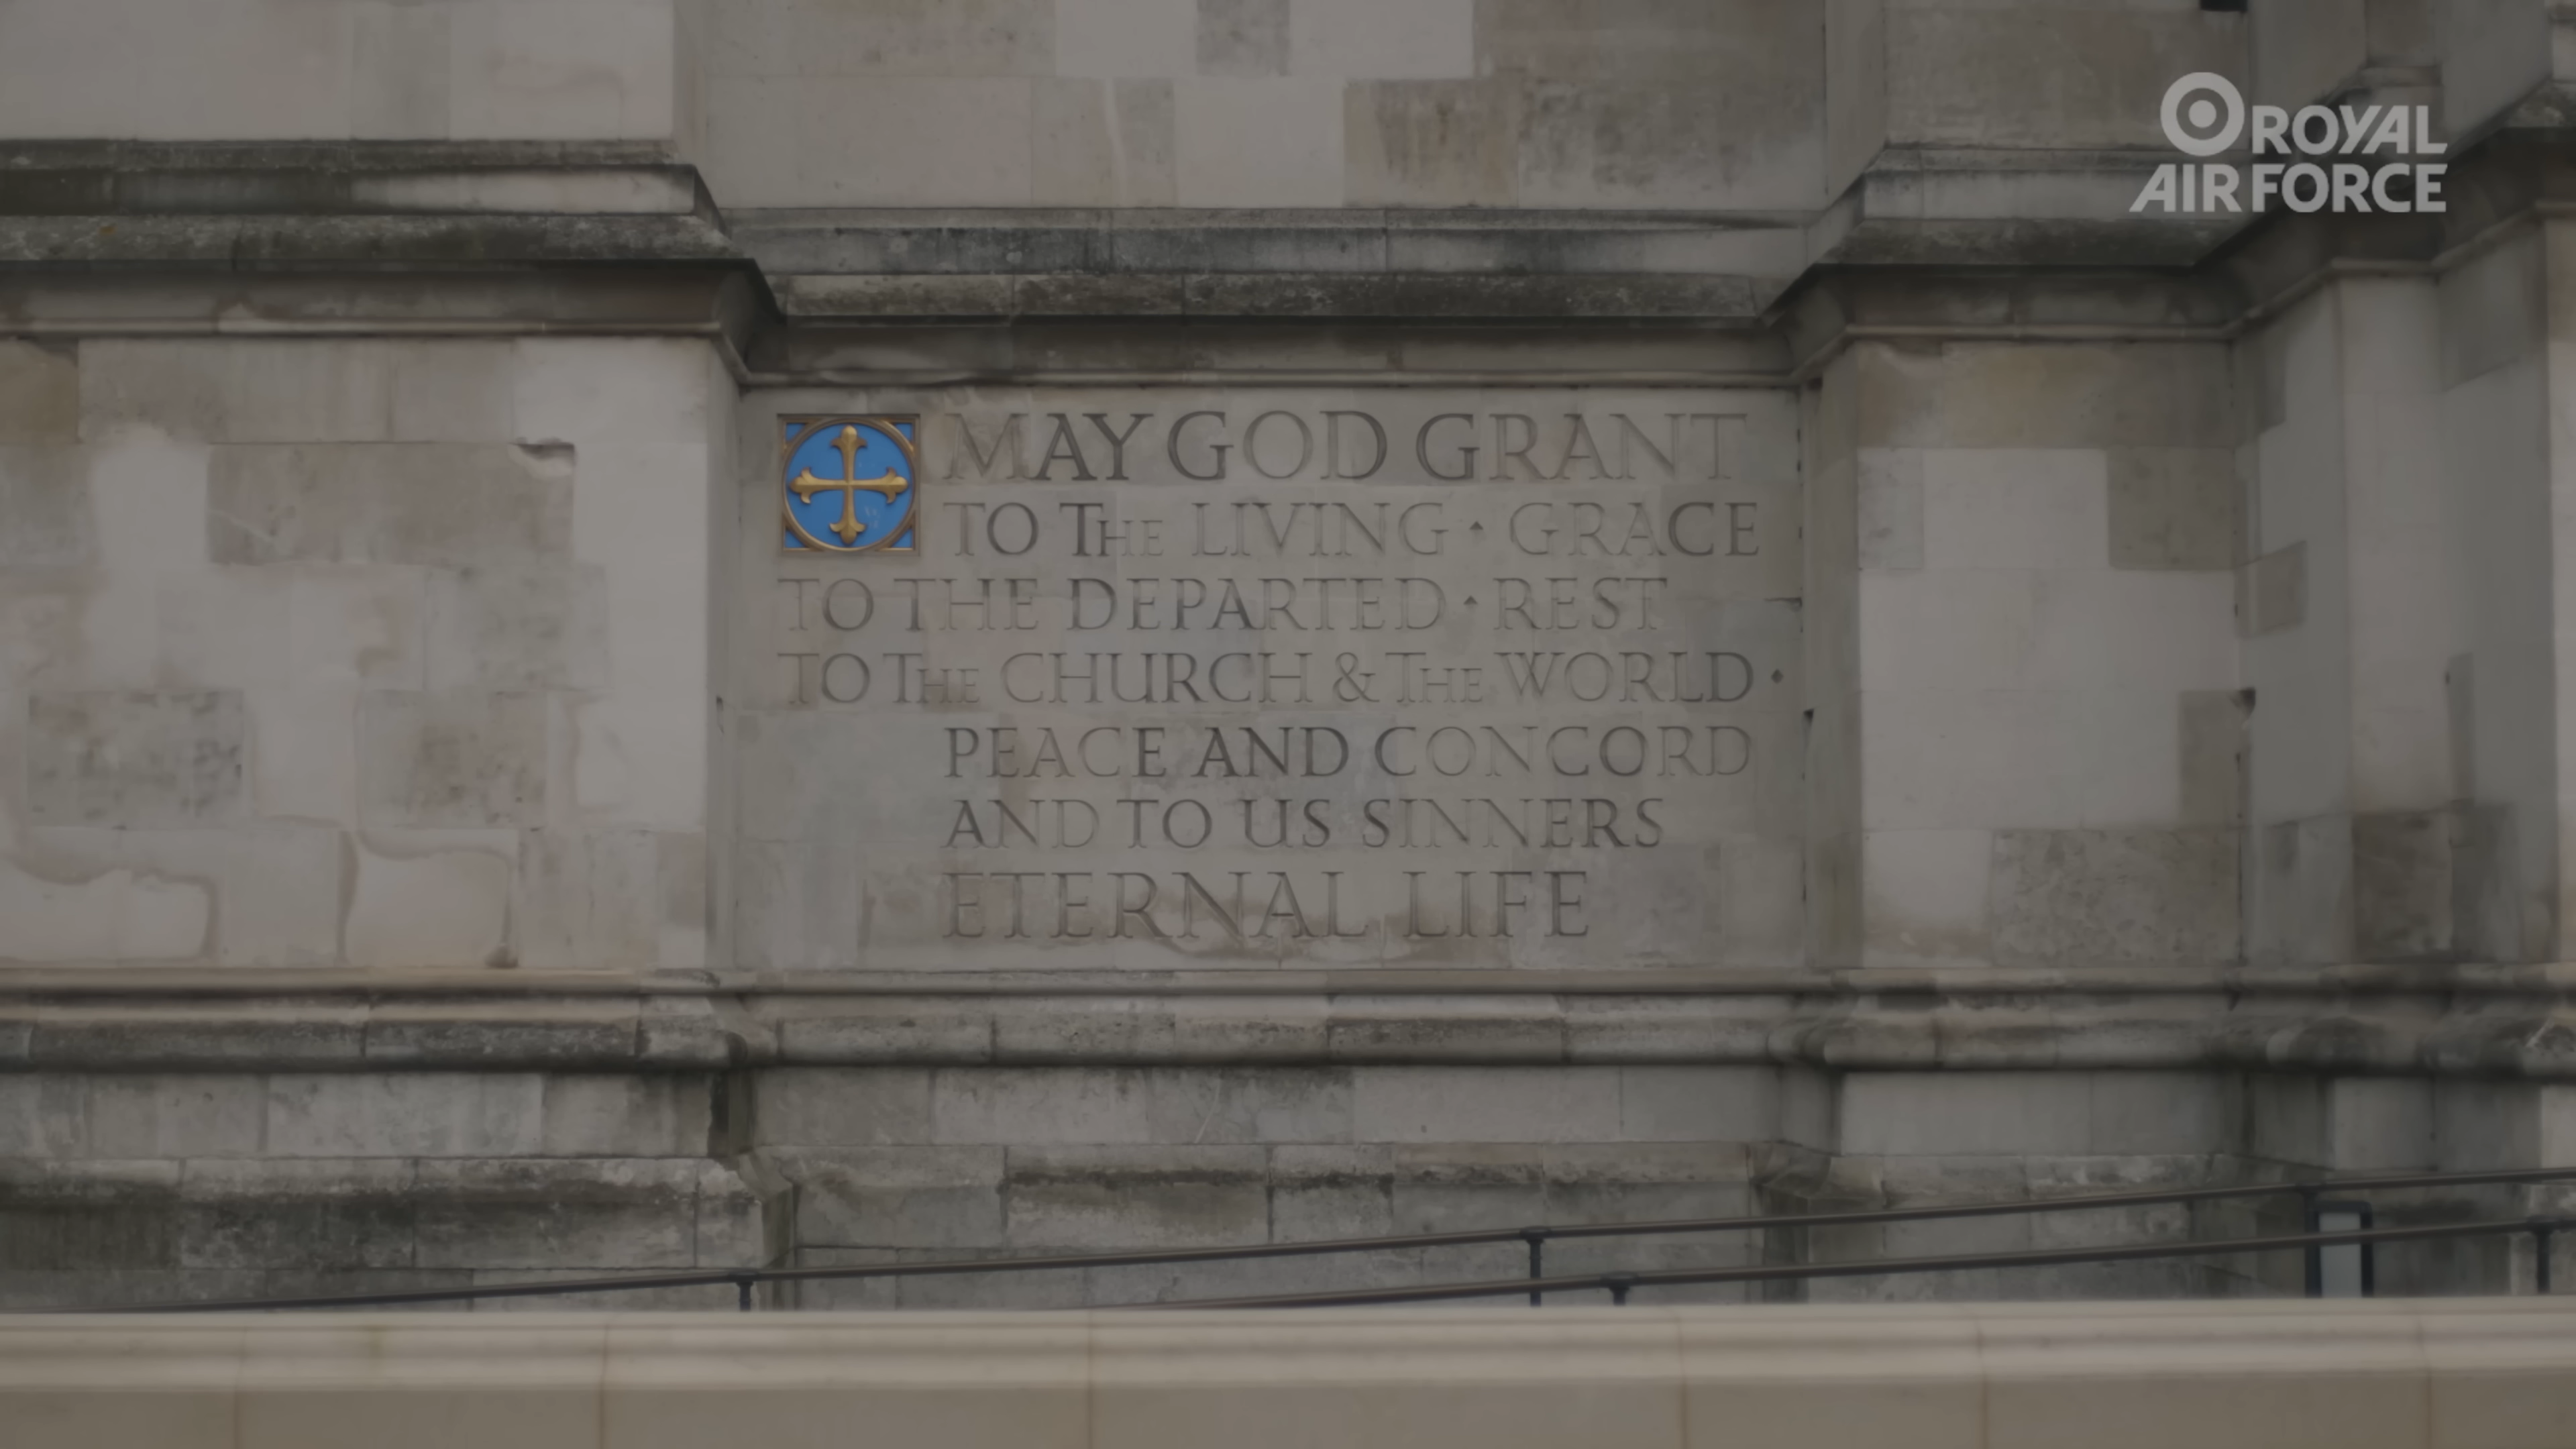 ROYAL
AIR FORCE
MAY GOD GRANT
TO THE LIVING · GRACE
TO THE DEPARTED · REST
TO THE CHURCH & THE WORLD ·
PEACE AND CONCORD
AND TO US SINNERS
ETERNAL LIFE